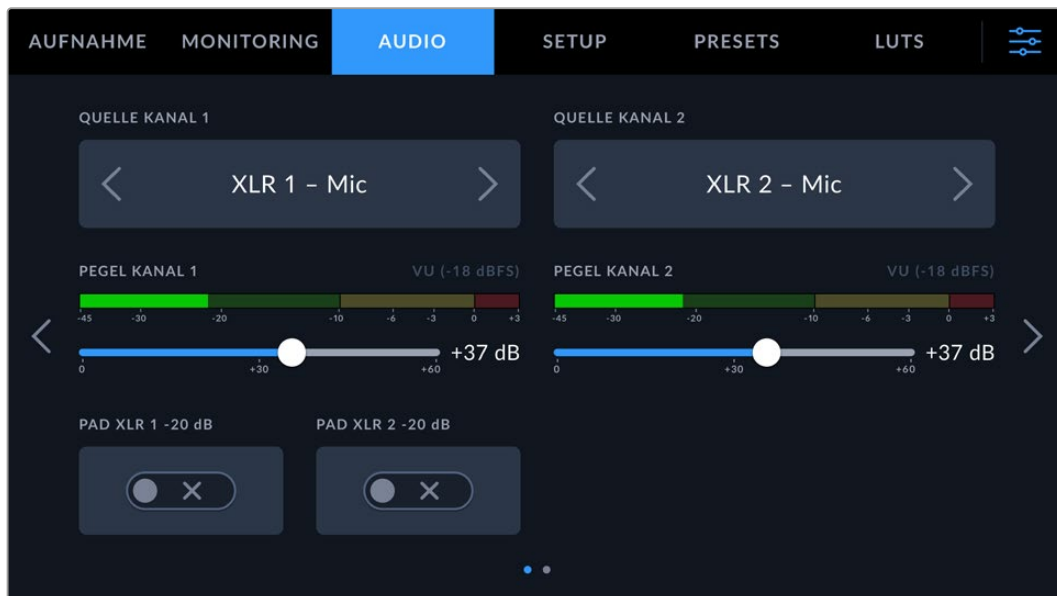 AUFNAHME MONITORING AUDIO SETUP PRESETS LUTS
QUELLE KANAL 1 QUELLE KANAL 2
XLR 1 – Mic XLR 2 – Mic
PEGEL KANAL 1 VU (-18 dBFS) PEGEL KANAL 2 VU (-18 dBFS)
-45 -30 -20 -10 -6 -3 0 +3 -45 -30 -20 -10 -6 -3 0 +3
+37 dB +37 dB
0 +30 +60 0 +30 +60
PAD XLR 1 -20 dB PAD XLR 2 -20 dB